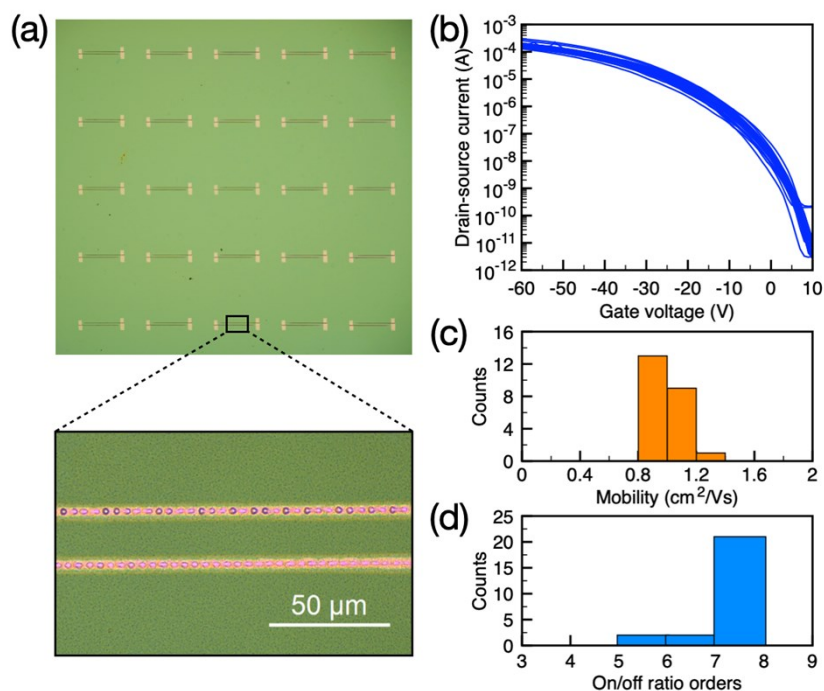 (a)
50 μm
(b)
10⁻³
10⁻⁴
10⁻⁵
10⁻⁶
10⁻⁷
10⁻⁸
10⁻⁹
10⁻¹⁰
10⁻¹¹
10⁻¹²
Drain-source current (A)
-60 -50 -40 -30 -20 -10 0 10
Gate voltage (V)
(c)
16
12
8
4
0
Counts
0 0.4 0.8 1.2 1.6 2
Mobility (cm²/Vs)
(d)
25
20
15
10
5
0
Counts
3 4 5 6 7 8 9
On/off ratio orders